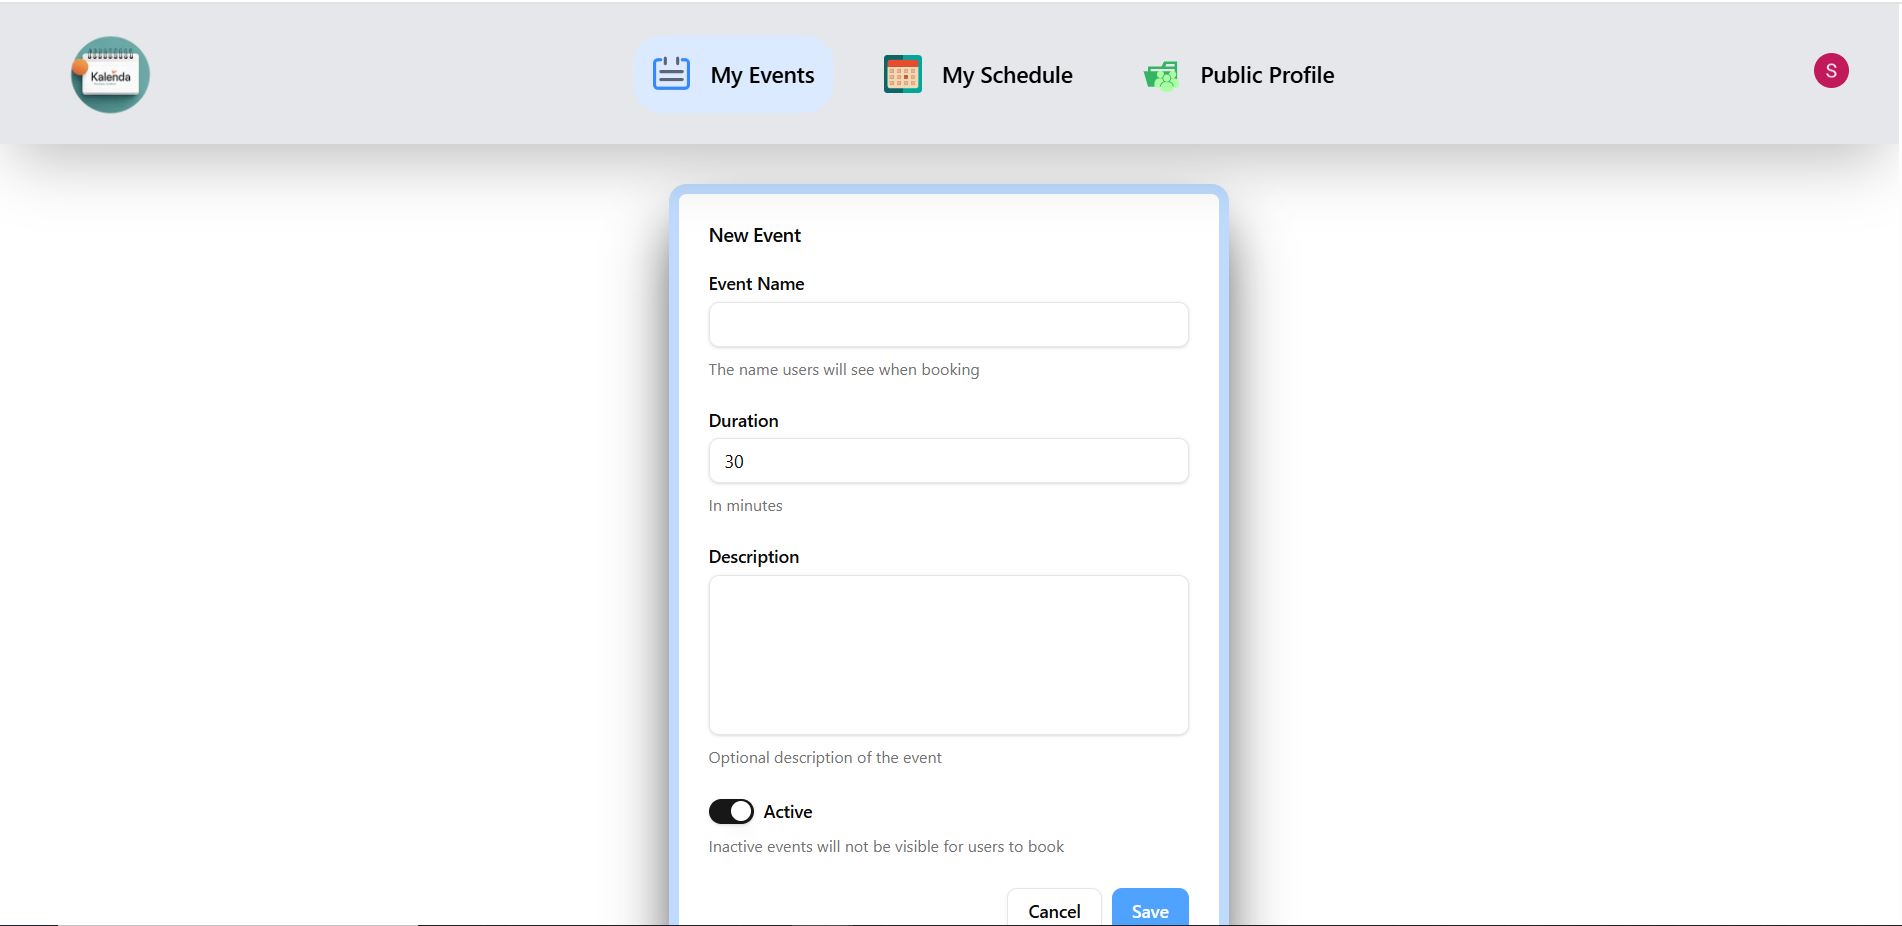 Kalenda
My Events
My Schedule
Public Profile
S
New Event
Event Name
The name users will see when booking
Duration
30
In minutes
Description
Optional description of the event
Active
Inactive events will not be visible for users to book
Cancel
Save